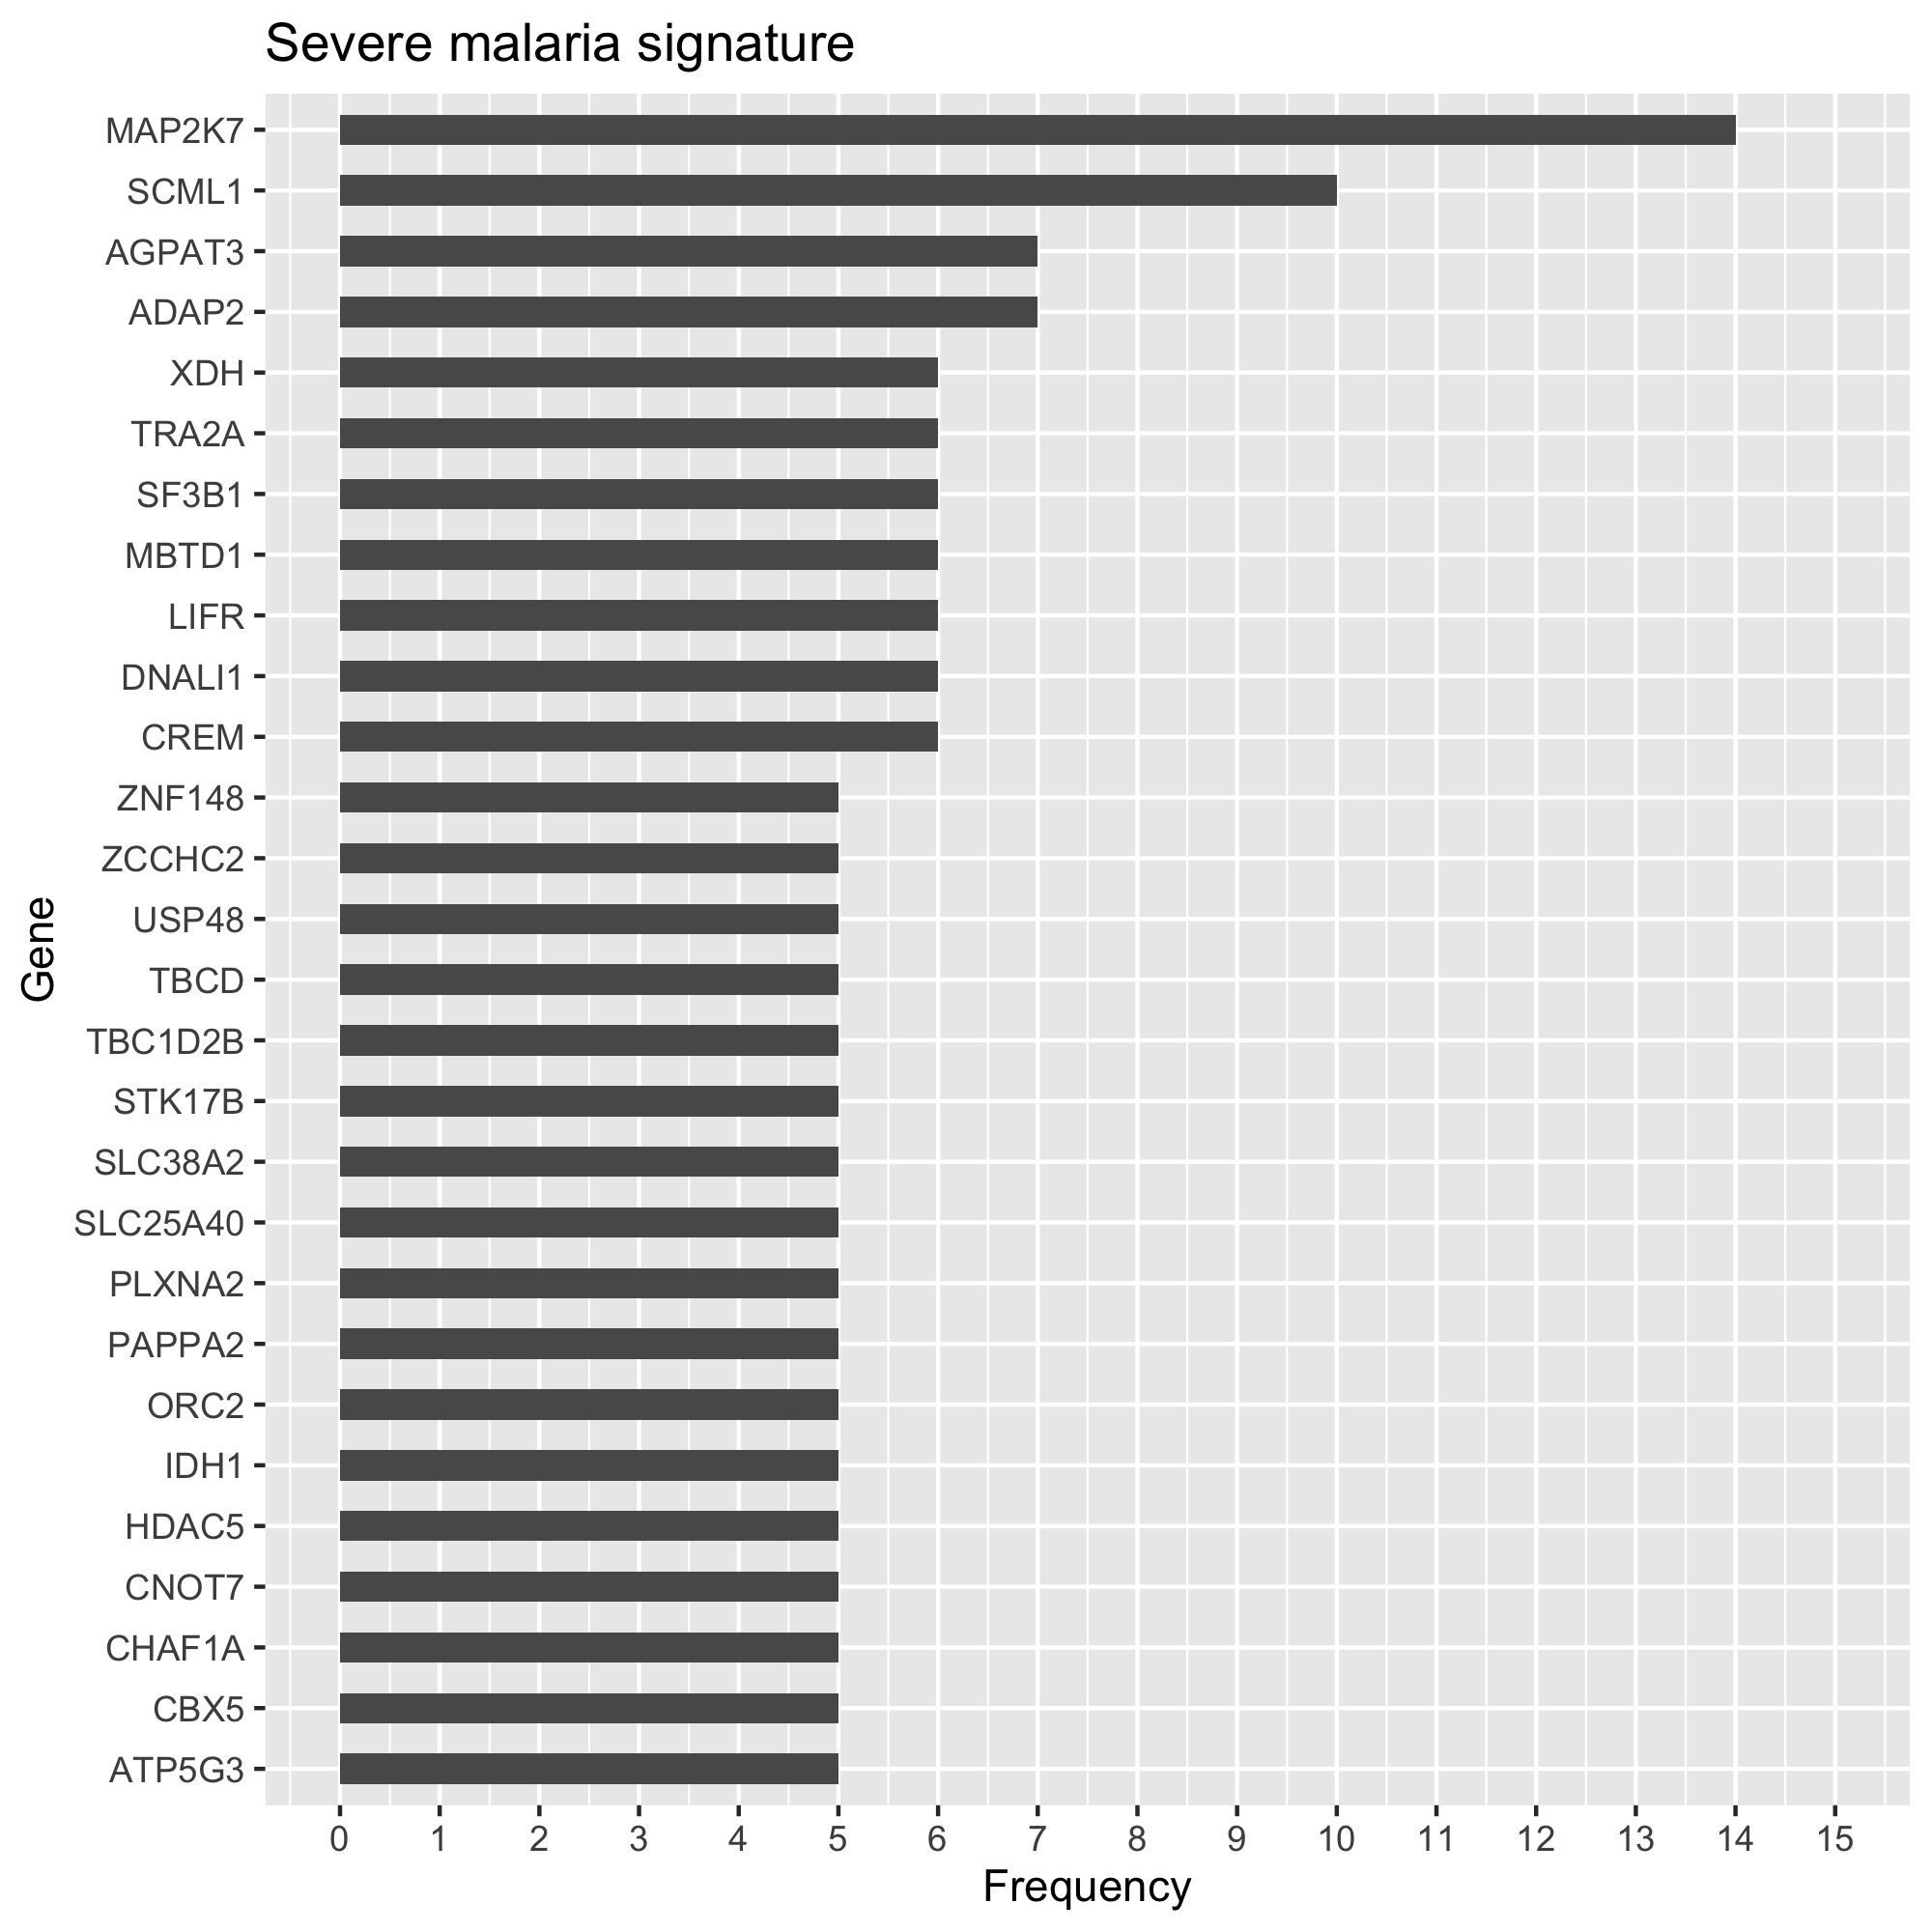 Severe malaria signature
MAP2K7
SCML1
AGPAT3
ADAP2
XDH
TRA2A
SF3B1
MBTD1
LIFR
DNALI1
CREM
ZNF148
ZCCHC2
USP48
TBCD
TBC1D2B
STK17B
SLC38A2
SLC25A40
PLXNA2
PAPPA2
ORC2
IDH1
HDAC5
CNOT7
CHAF1A
CBX5
ATP5G3
Gene
0 1 2 3 4 5 6 7 8 9 10 11 12 13 14 15
Frequency